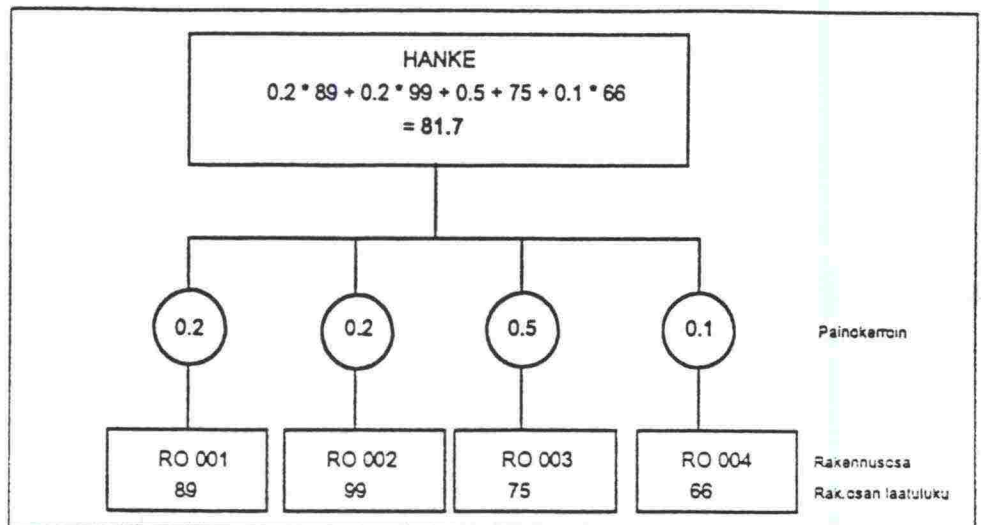 HANKE
0.2 * 89 + 0.2 * 99 + 0.5 + 75 + 0.1 * 66
= 81.7
0.2 0.2 0.5 0.1 Painokerroin
RO 001 RO 002 RO 003 RO 004 Rakennusosa
89 99 75 66 Rak.osan laatuluku